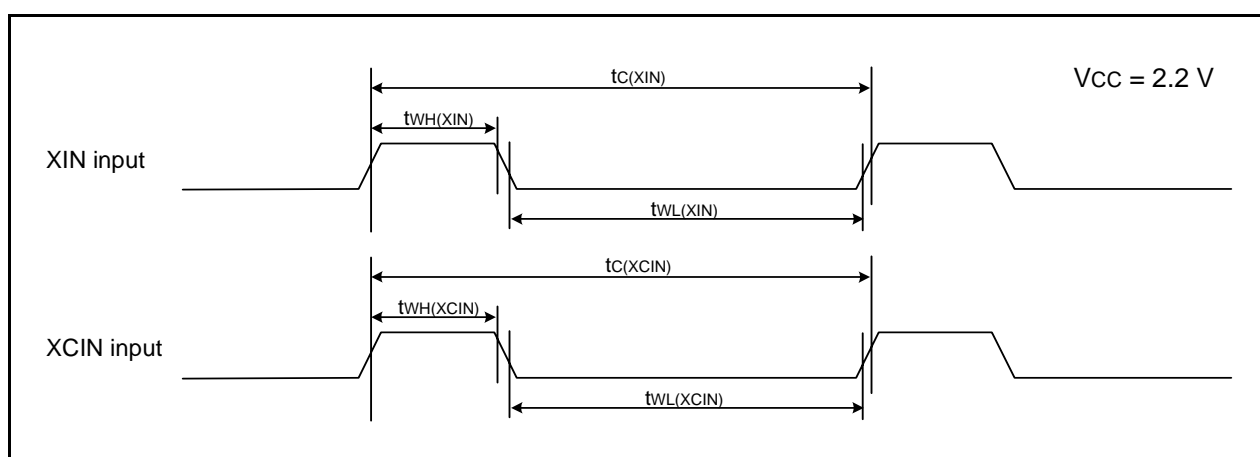 tC(XIN)
VCC = 2.2 V
tWH(XIN)
XIN input
tWL(XIN)
tC(XCIN)
tWH(XCIN)
XCIN input
tWL(XCIN)